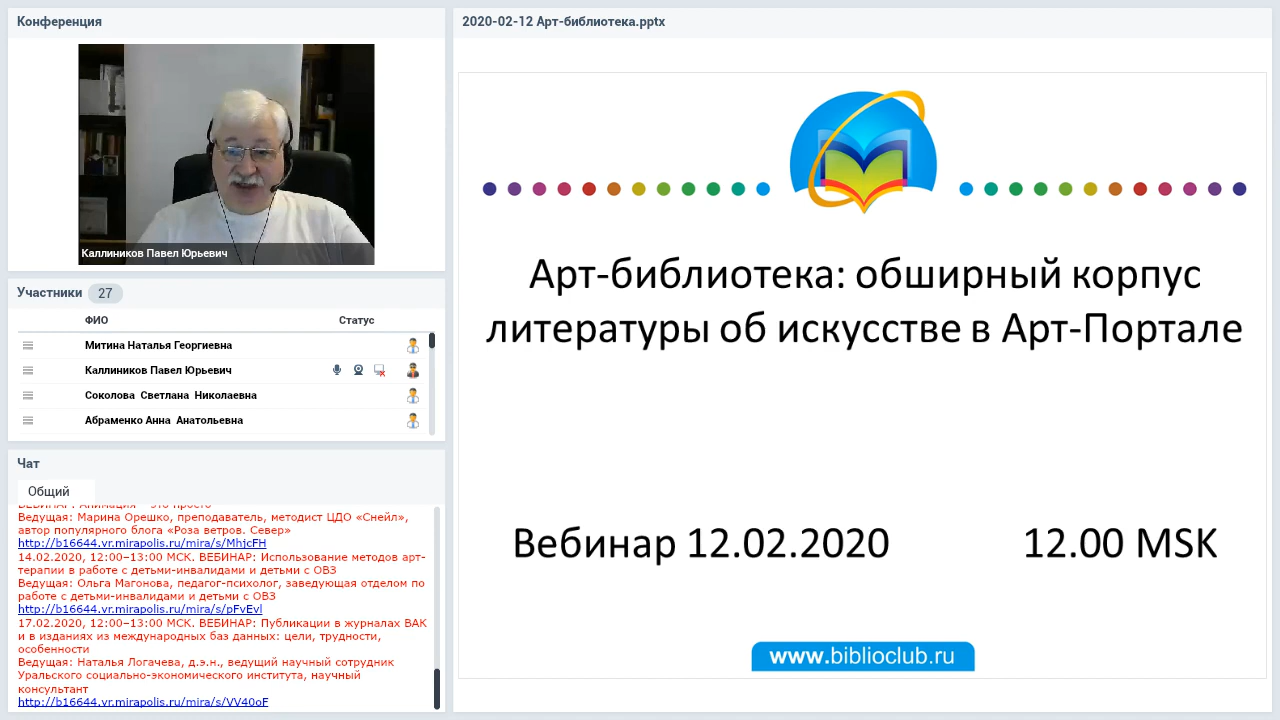 Конференция
Каллиников Павел Юрьевич
Участники 27
ФИО Статус
Митина Наталья Георгиевна
Каллиников Павел Юрьевич
Соколова Светлана Николаевна
Абраменко Анна Анатольевна
Чат
Общий
ВЕБИНАР: Анимация – это просто
Ведущая: Марина Орешко, преподаватель, методист ЦДО «Снейл»,
автор популярного блога «Роза ветров. Север»
http://b16644.vr.mirapolis.ru/mira/s/MhjcFH
14.02.2020, 12:00–13:00 МСК. ВЕБИНАР: Использование методов арт-
терапии в работе с детьми-инвалидами и детьми с ОВЗ
Ведущая: Ольга Магонова, педагог-психолог, заведующая отделом по
работе с детьми-инвалидами и детьми с ОВЗ
http://b16644.vr.mirapolis.ru/mira/s/pFvEvl
17.02.2020, 12:00–13:00 МСК. ВЕБИНАР: Публикации в журналах ВАК
и в изданиях из международных баз данных: цели, трудности,
особенности
Ведущая: Наталья Логачева, д.э.н., ведущий научный сотрудник
Уральского социально-экономического института, научный
консультант
http://b16644.vr.mirapolis.ru/mira/s/VV40oF
2020-02-12 Арт-библиотека.pptx
Арт-библиотека: обширный корпус
литературы об искусстве в Арт-Портале
Вебинар 12.02.2020 12.00 MSK
www.biblioclub.ru